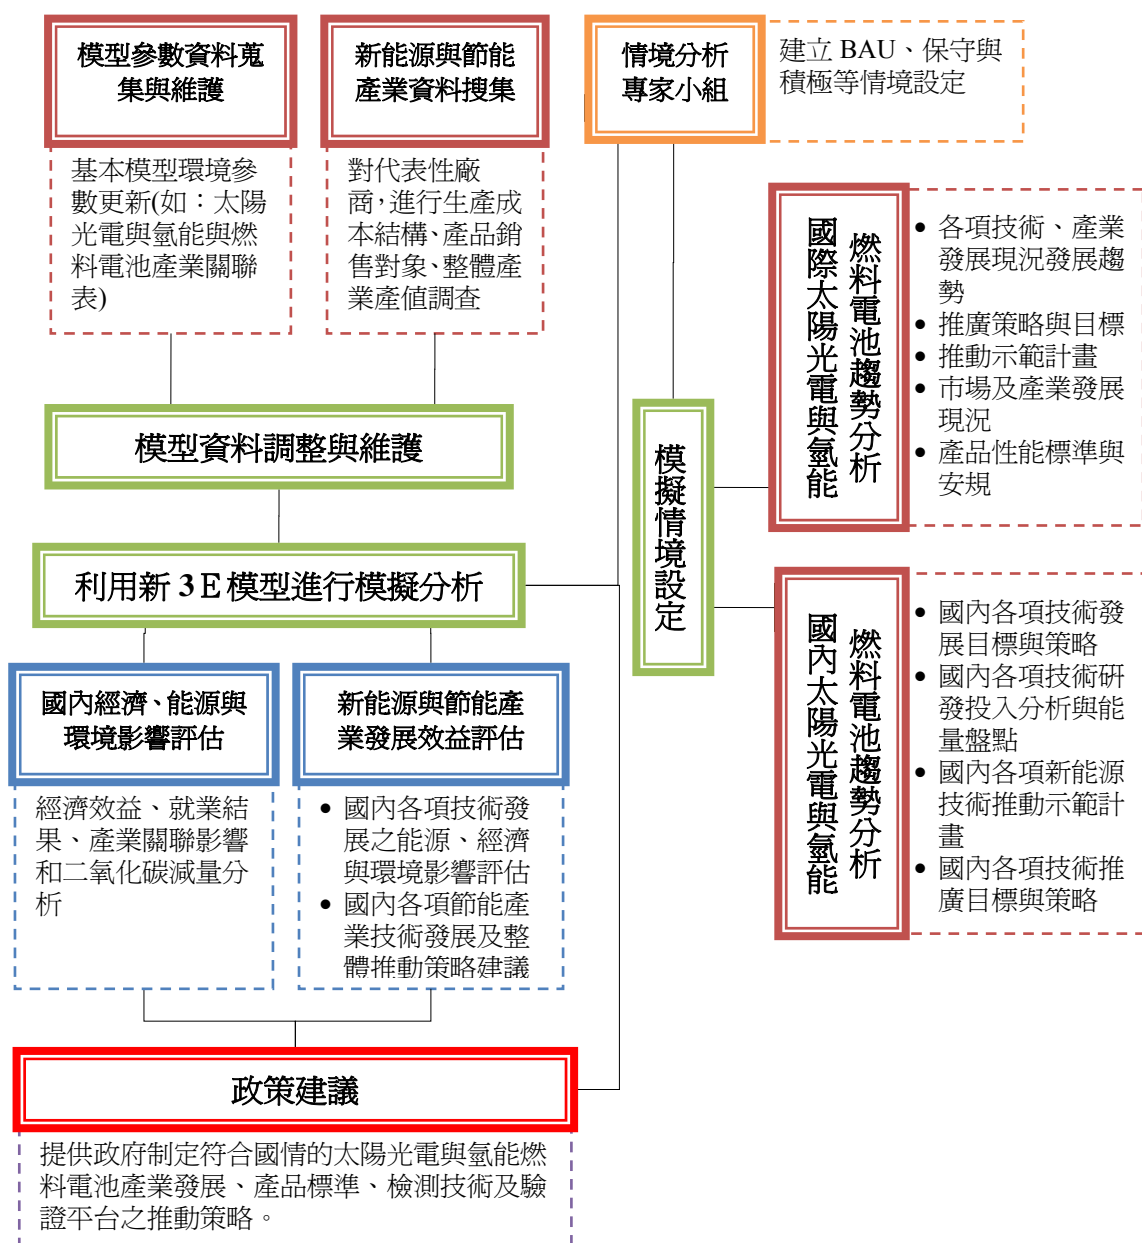 模型參數資料蒐
集與維護
基本模型環境參
數更新(如：太陽
光電與氫能與燃
料電池產業關聯
表)
新能源與節能
產業資料搜集
對代表性廠
商，進行生產成
本結構、產品銷
售對象、整體產
業產值調查
情境分析
專家小組
建立 BAU、保守與
積極等情境設定
模型資料調整與維護
利用新 3E 模型進行模擬分析
模擬情境設定
國際太陽光電與氫能
燃料電池趨勢分析
• 各項技術、產業
發展現況發展趨
勢
• 推廣策略與目標
• 推動示範計畫
• 市場及產業發展
現況
• 產品性能標準與
安規
國內太陽光電與氫能
燃料電池趨勢分析
• 國內各項技術發
展目標與策略
• 國內各項技術研
發投入分析與能
量盤點
• 國內各項新能源
技術推動示範計
畫
• 國內各項技術推
廣目標與策略
國內經濟、能源與
環境影響評估
經濟效益、就業結
果、產業關聯影響
和二氧化碳減量分
析
新能源與節能產
業發展效益評估
• 國內各項技術發
展之能源、經濟
與環境影響評估
• 國內各項節能產
業技術發展及整
體推動策略建議
政策建議
提供政府制定符合國情的太陽光電與氫能燃
料電池產業發展、產品標準、檢測技術及驗
證平台之推動策略。